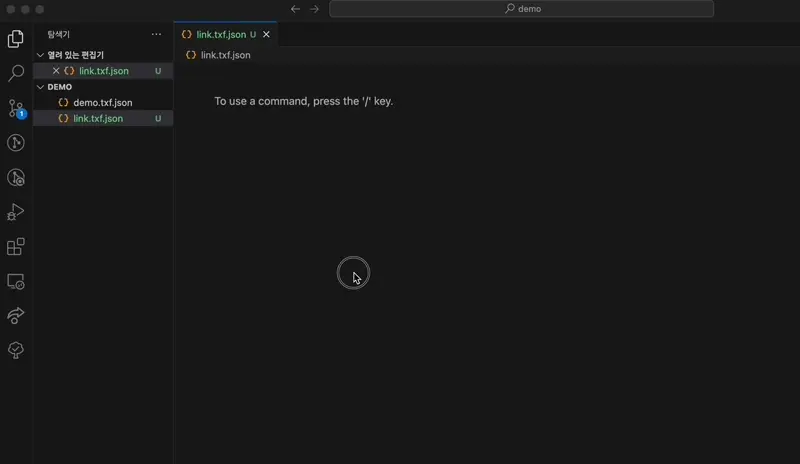 demo
탐색기
열려 있는 편집기
link.txf.json U
DEMO
demo.txf.json
link.txf.json U
1
link.txf.json U
link.txf.json
To use a command, press the '/' key.